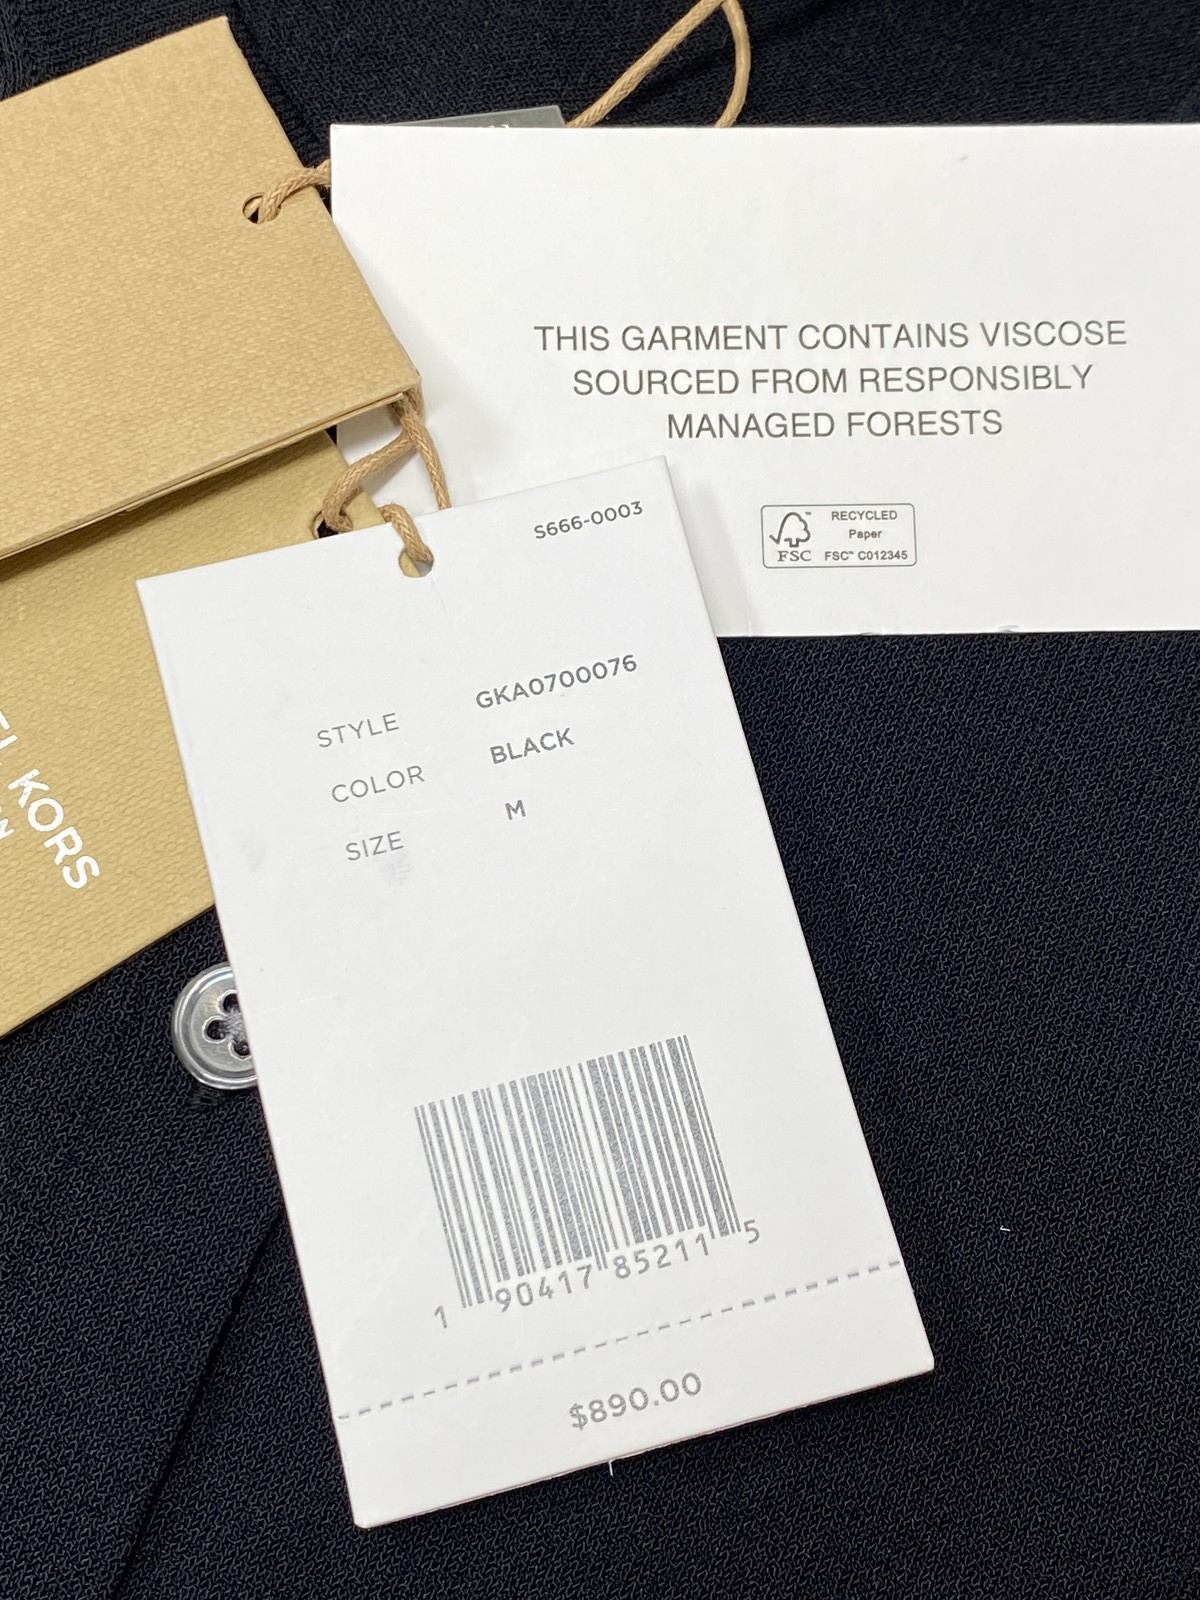 THIS GARMENT CONTAINS VISCOSE
SOURCED FROM RESPONSIBLY
MANAGED FORESTS
FSC™
RECYCLED
Paper
FSC™ C012345
S666-0003
STYLE GKA0700076
COLOR BLACK
SIZE M
KORS
1 90417 85211 5
$890.00